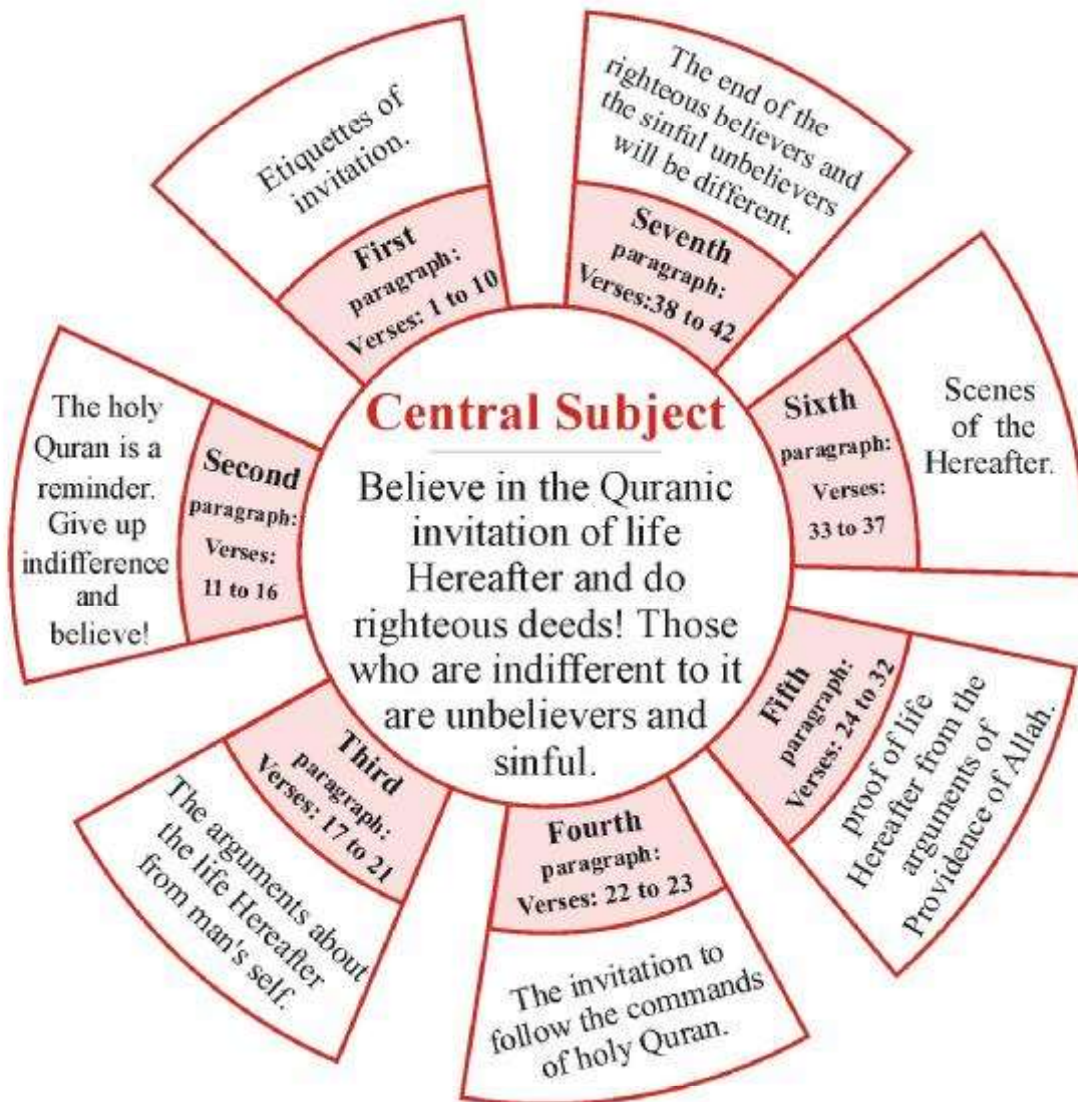 Central Subject
Believe in the Quranic
invitation of life
Hereafter and do
righteous deeds! Those
who are indifferent to it
are unbelievers and
sinful.
First
paragraph:
Verses: 1 to 10
Etiquettes of
invitation.
Second
paragraph:
Verses:
11 to 16
The holy
Quran is a
reminder.
Give up
indifference
and
believe!
Third
paragraph:
Verses: 17 to 21
The arguments about
the life Hereafter
from man's self.
Fourth
paragraph:
Verses: 22 to 23
The invitation to
follow the commands
of holy Quran.
Fifth
paragraph:
Verses: 24 to 32
proof of life
Hereafter from the
arguments of
Providence of Allah.
Sixth
paragraph:
Verses:
33 to 37
Scenes
of the
Hereafter.
Seventh
paragraph:
Verses:38 to 42
The end of the
righteous believers and
the sinful unbelievers
will be different.